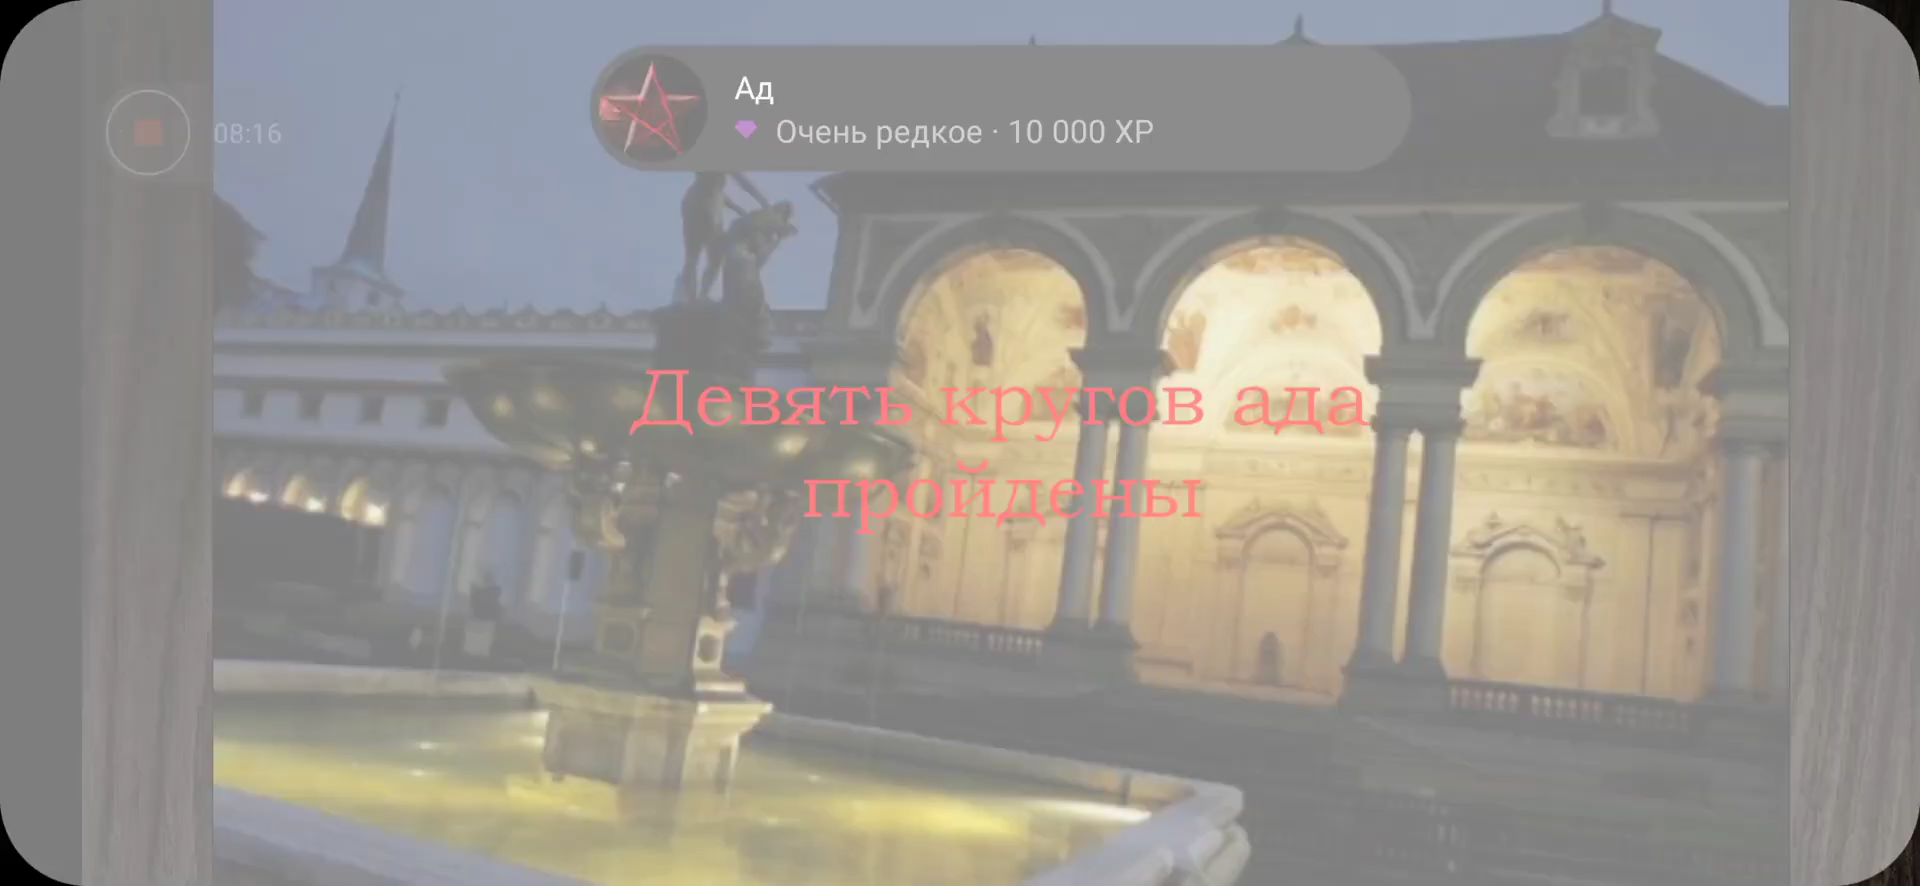 Ад
Очень редкое · 10 000 XP
08:16
Девять кругов ада
пройдены